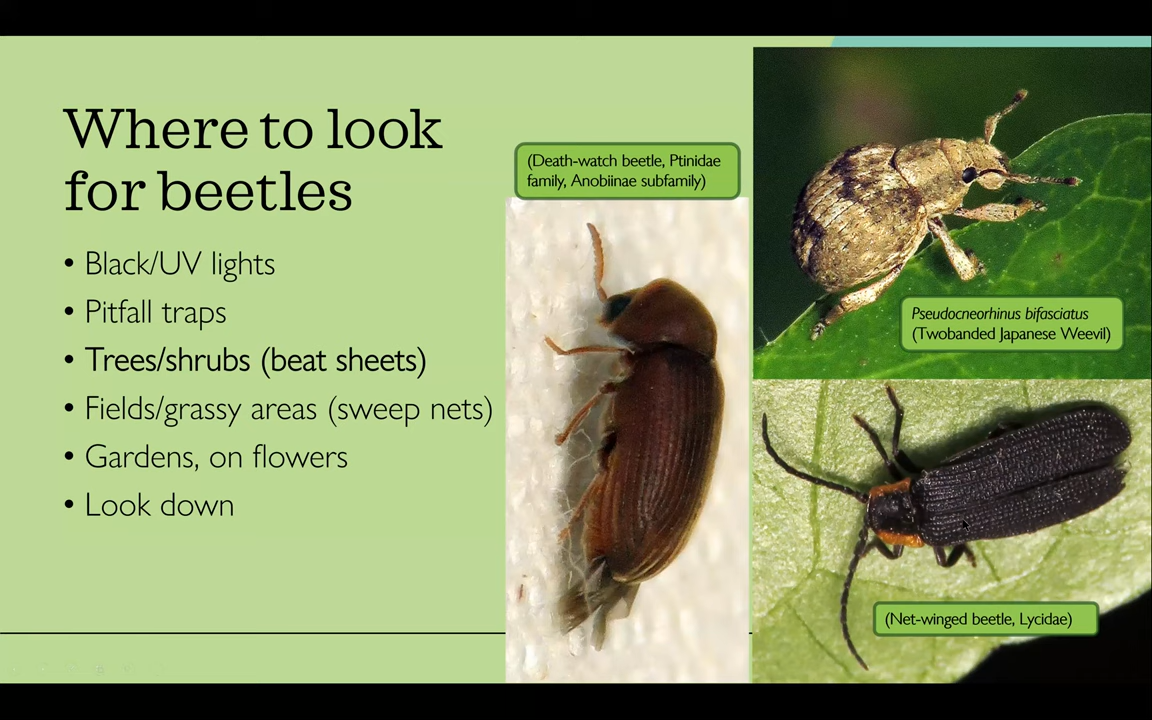 Where to look
for beetles
• Black/UV lights
• Pitfall traps
• Trees/shrubs (beat sheets)
• Fields/grassy areas (sweep nets)
• Gardens, on flowers
• Look down
(Death-watch beetle, Ptinidae
family, Anobiinae subfamily)
Pseudocneorhinus bifasciatus
(Twobanded Japanese Weevil)
(Net-winged beetle, Lycidae)